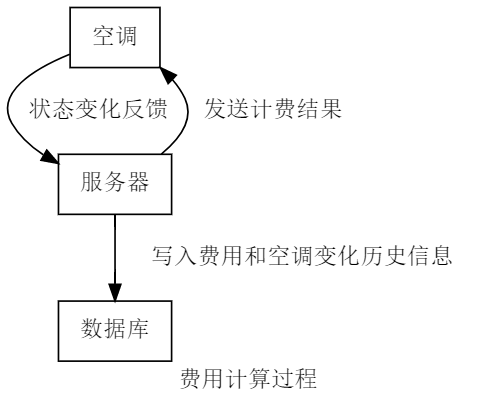 空调
状态变化反馈
发送计费结果
服务器
写入费用和空调变化历史信息
数据库
费用计算过程